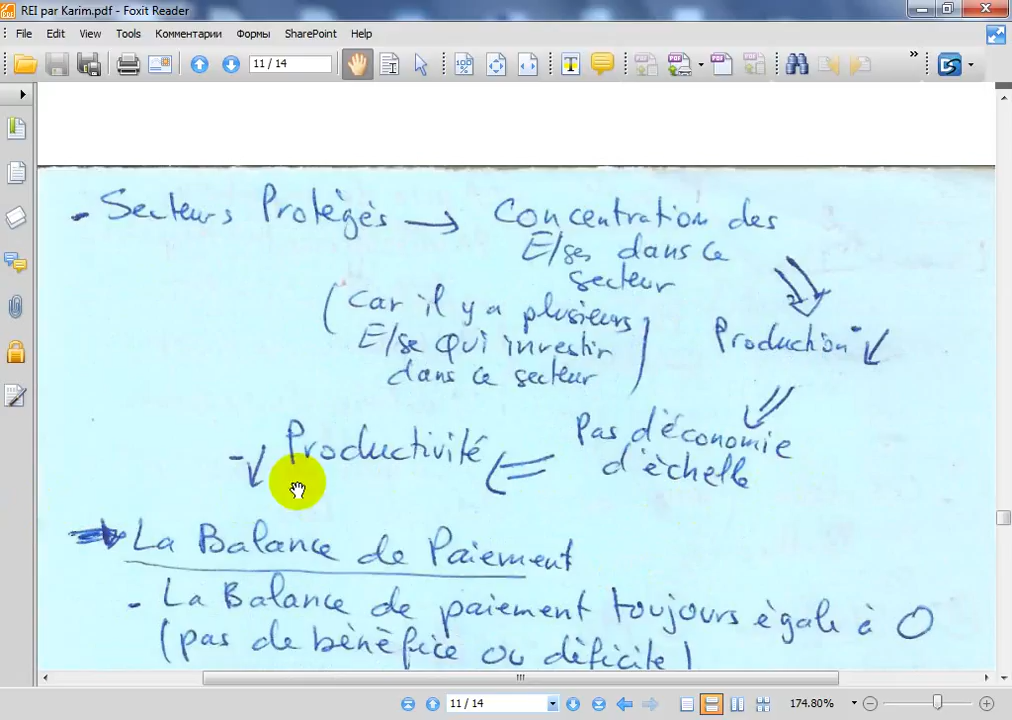 REI par Karim.pdf - Foxit Reader
File Edit View Tools Комментарии Формы SharePoint Help
11 / 14
- Secteurs Protégés → Concentration des
E/ses dans ce
secteur
(car il y a plusieurs
E/se qui investir
dans ce secteur)
Production - ↓
Pas d'économie
d'échelle
- ↓ Productivité
→ La Balance de Paiement
- La Balance de paiement toujours égale à 0
(pas de bénéfice ou déficite)
11 / 14
174.80%